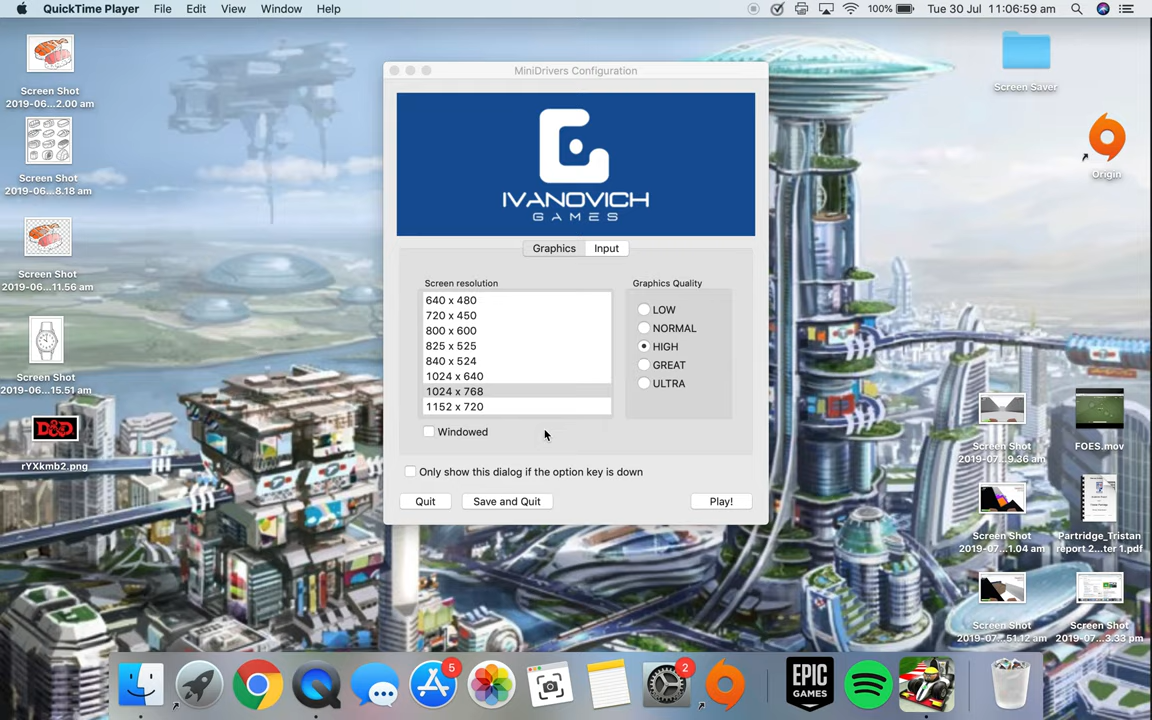 QuickTime Player File Edit View Window Help 100% Tue 30 Jul 11:06:59 am
Screen Shot
2019-06...2.00 am
Screen Shot
2019-06...8.18 am
Screen Shot
2019-06...11.56 am
Screen Shot
2019-06...15.51 am
D&D
rYXkmb2.png
MiniDrivers Configuration
IVANOVICH
GAMES
Graphics Input
Screen resolution
640 x 480
720 x 450
800 x 600
825 x 525
840 x 524
1024 x 640
1024 x 768
1152 x 720
Graphics Quality
LOW
NORMAL
HIGH
GREAT
ULTRA
Windowed
Only show this dialog if the option key is down
Quit Save and Quit Play!
Screen Saver
Origin
Screen Shot
2019-07...9.36 am
FOES.mov
Screen Shot
2019-07...1.04 am
Partridge_Tristan
report 2...ter 1.pdf
Screen Shot
2019-07...51.12 am
Screen Shot
2019-07...3.33 pm
5
2
EPIC
GAMES